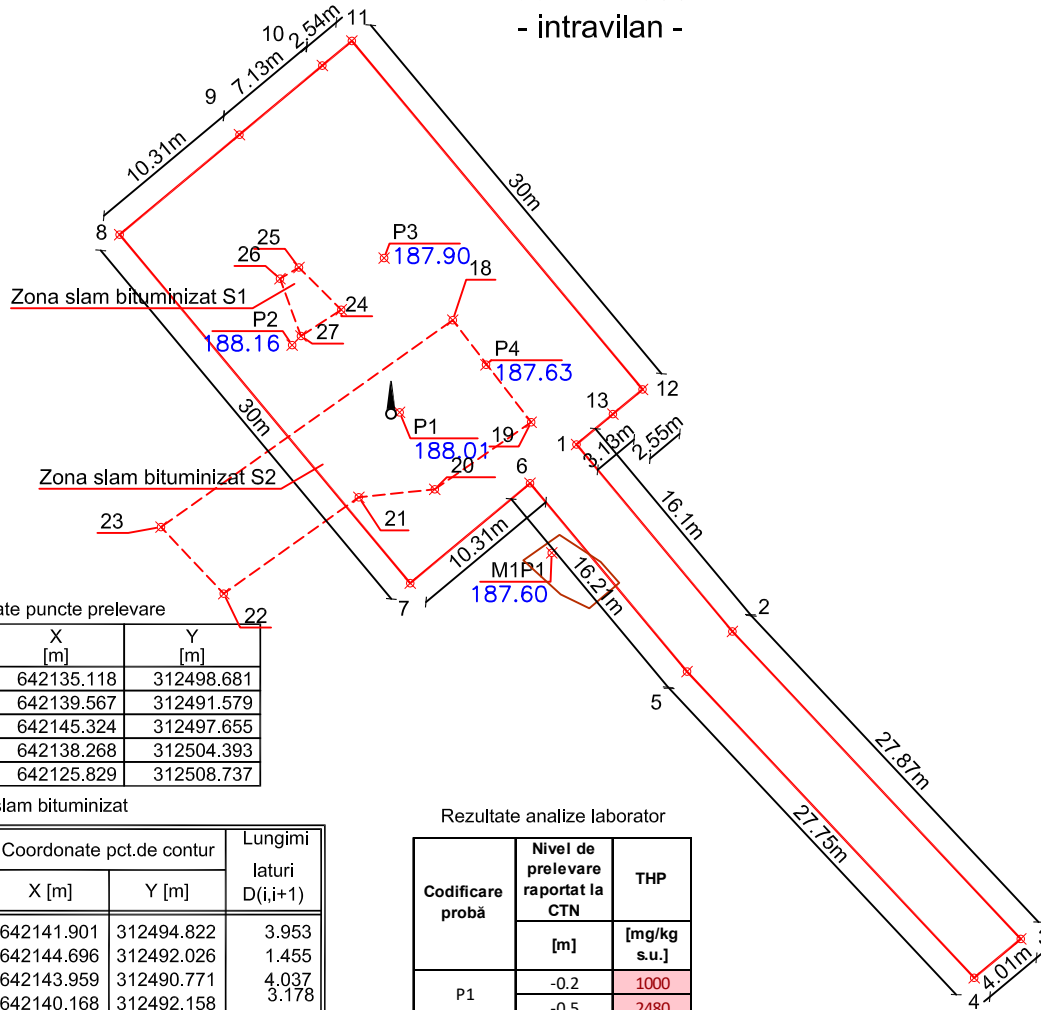 - intravilan -
10
2.54m
11
7.13m
9
10.31m
30m
8
25
26
P3
187.90
18
Zona slam bituminizat S1
24
P2
188.16
27
P4
187.63
12
13
30m
P1
188.01
19
1
3.13m
2.55m
Zona slam bituminizat S2
20
6
16.1m
21
23
10.31m
M1P1
187.60
16.21m
7
22
2
5
27.87m
27.75m
3
4.01m
4
ate puncte prelevare
X [m] Y [m]
642135.118 312498.681
642139.567 312491.579
642145.324 312497.655
642138.268 312504.393
642125.829 312508.737
slam bituminizat
Coordonate pct.de contur Lungimi laturi D(i,i+1)
X [m] Y [m]
642141.901 312494.822 3.953
642144.696 312492.026 1.455
642143.959 312490.771 4.037
642140.168 312492.158 3.178
Rezultate analize laborator
Codificare probă Nivel de prelevare raportat la CTN THP
[m] [mg/kg s.u.]
P1 -0.2 1000
-0.5 2480